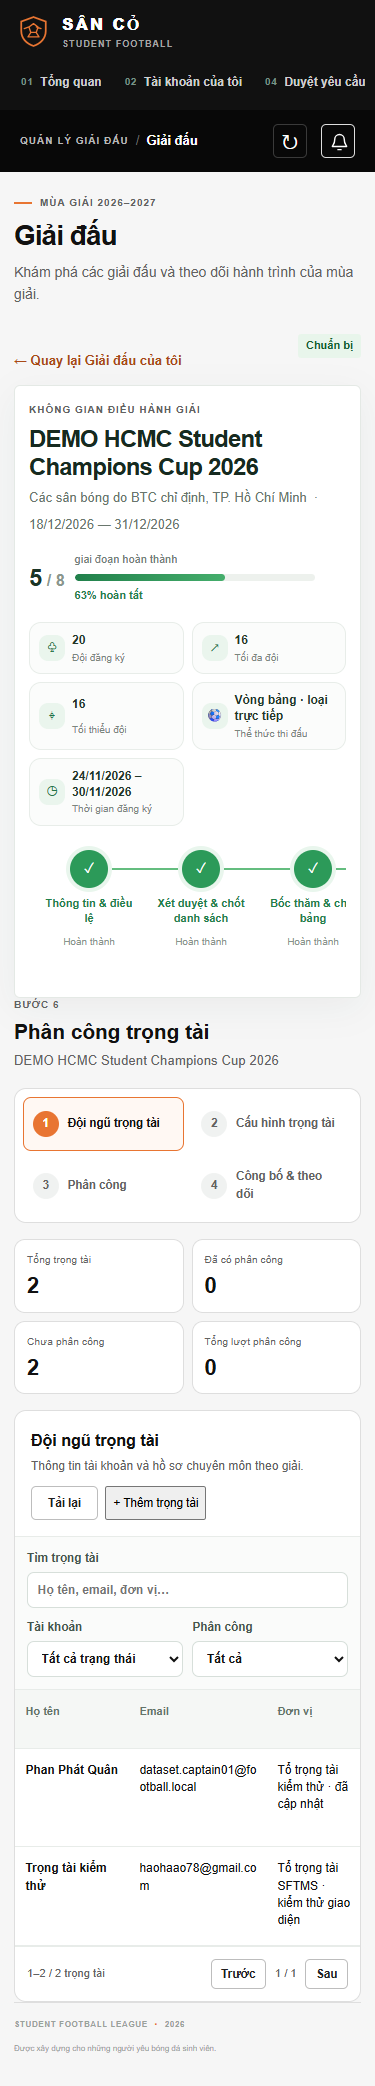 SÂN CỎ
STUDENT FOOTBALL
01 Tổng quan 02 Tài khoản của tôi 04 Duyệt yêu cầu
QUẢN LÝ GIẢI ĐẤU / Giải đấu
MÙA GIẢI 2026–2027
Giải đấu
Khám phá các giải đấu và theo dõi hành trình của mùa
giải.
Chuẩn bị
← Quay lại Giải đấu của tôi
KHÔNG GIAN ĐIỀU HÀNH GIẢI
DEMO HCMC Student
Champions Cup 2026
Các sân bóng do BTC chỉ định, TP. Hồ Chí Minh ·
18/12/2026 — 31/12/2026
giai đoạn hoàn thành
5 / 8
63% hoàn tất
20
Đội đăng ký
16
Tối đa đội
16
Tối thiểu đội
Vòng bảng · loại
trực tiếp
Thể thức thi đấu
24/11/2026 –
30/11/2026
Thời gian đăng ký
Thông tin & điều
lệ
Hoàn thành
Xét duyệt & chốt
danh sách
Hoàn thành
Bốc thăm & ch
bảng
Hoàn thành
BƯỚC 6
Phân công trọng tài
DEMO HCMC Student Champions Cup 2026
1 Đội ngũ trọng tài
2 Cấu hình trọng tài
3 Phân công
4 Công bố & theo
dõi
Tổng trọng tài
2
Đã có phân công
0
Chưa phân công
2
Tổng lượt phân công
0
Đội ngũ trọng tài
Thông tin tài khoản và hồ sơ chuyên môn theo giải.
Tải lại
+ Thêm trọng tài
Tìm trọng tài
Họ tên, email, đơn vị...
Tài khoản
Tất cả trạng thái
Phân công
Tất cả
Họ tên Email Đơn vị
Phan Phát Quân
dataset.captain01@fo
otball.local
Tổ trọng tài
kiểm thử · đã
cập nhật
Trọng tài kiểm
thử
haohaao78@gmail.co
m
Tổ trọng tài
SFTMS ·
kiểm thử giao
diện
1–2 / 2 trọng tài
Trước
1 / 1
Sau
STUDENT FOOTBALL LEAGUE • 2026
Được xây dựng cho những người yêu bóng đá sinh viên.